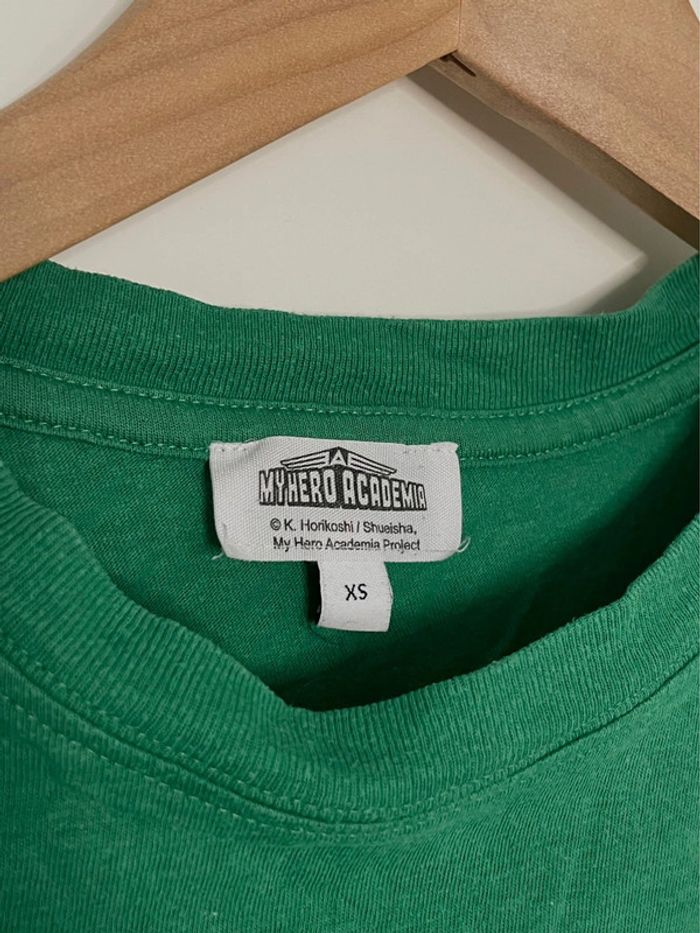 MY HERO ACADEMIA
© K. Horikoshi / Shueisha,
My Hero Academia Project
XS